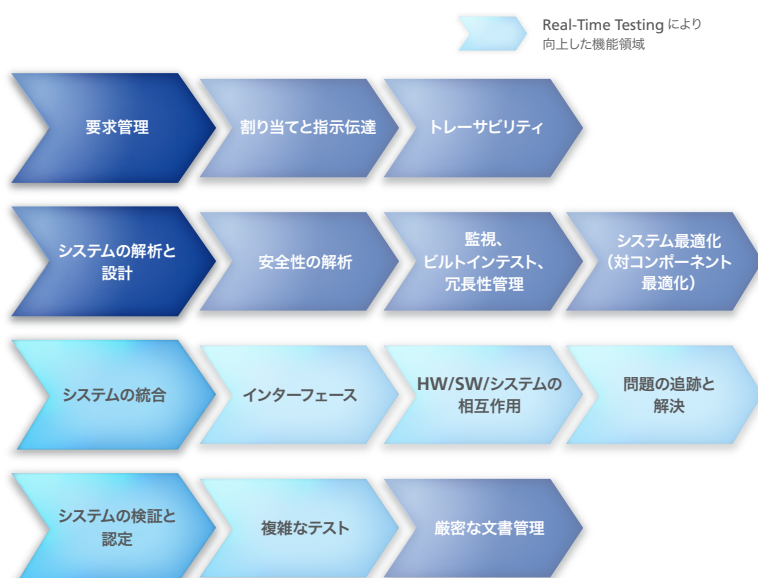 Real-Time Testing により
向上した機能領域
要求管理
割り当てと指示伝達
トレーサビリティ
システムの解析と
設計
安全性の解析
監視、
ビルトインテスト、
冗長性管理
システム最適化
（対コンポーネント
最適化）
システムの統合
インターフェース
HW/SW/システムの
相互作用
問題の追跡と
解決
システムの検証と
認定
複雑なテスト
厳密な文書管理